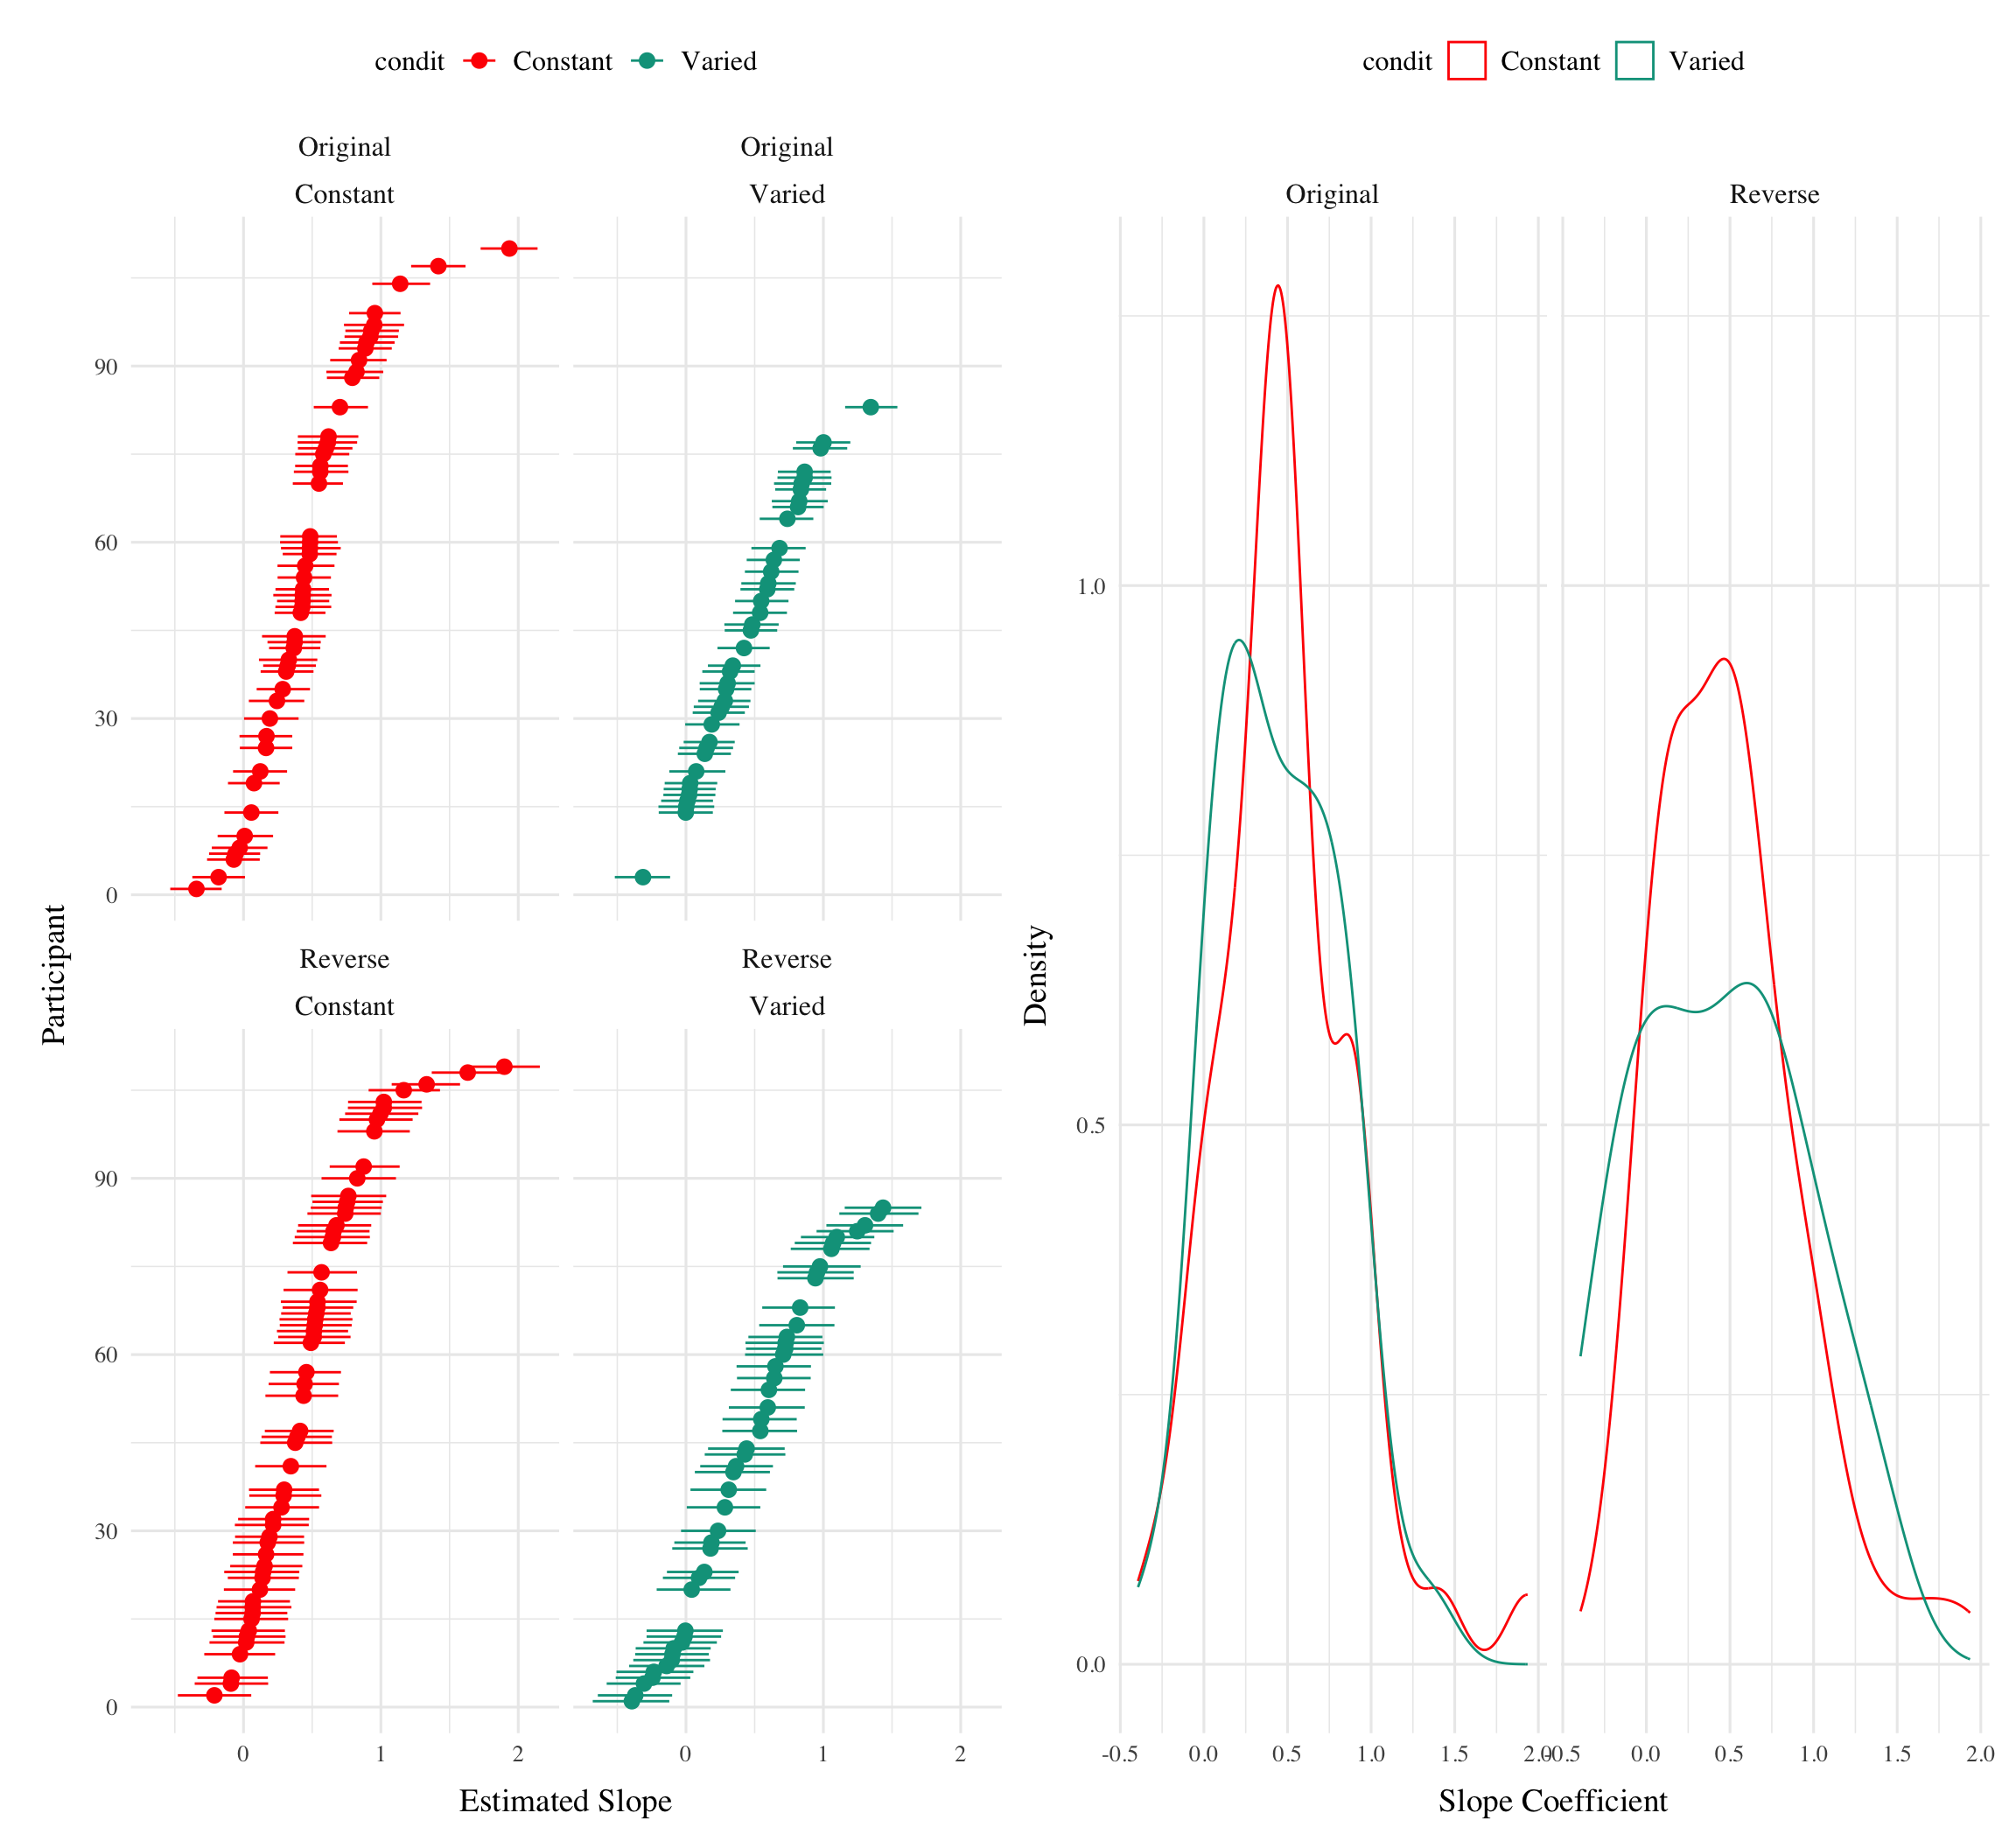 condit Constant Varied
Original
Constant
Original
Varied
90
60
30
0
Reverse
Constant
Reverse
Varied
90
60
30
0
0 1 2
0 1 2
Participant
Estimated Slope
condit Constant Varied
Original
Reverse
1.0
0.5
0.0
-0.5 0.0 0.5 1.0 1.5 2.0
-0.5 0.0 0.5 1.0 1.5 2.0
Density
Slope Coefficient